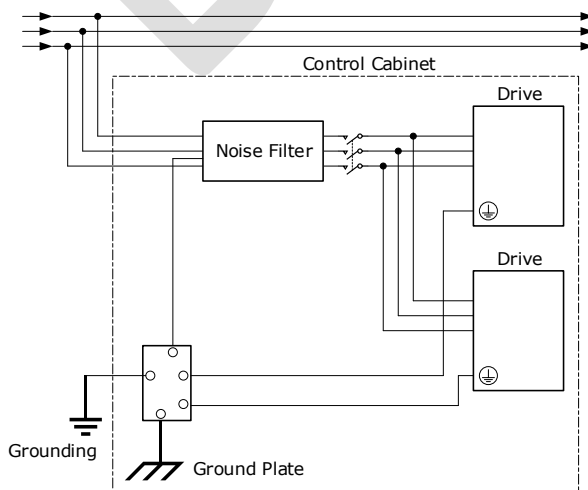 Control Cabinet
Drive
Noise Filter
Drive
Grounding
Ground Plate